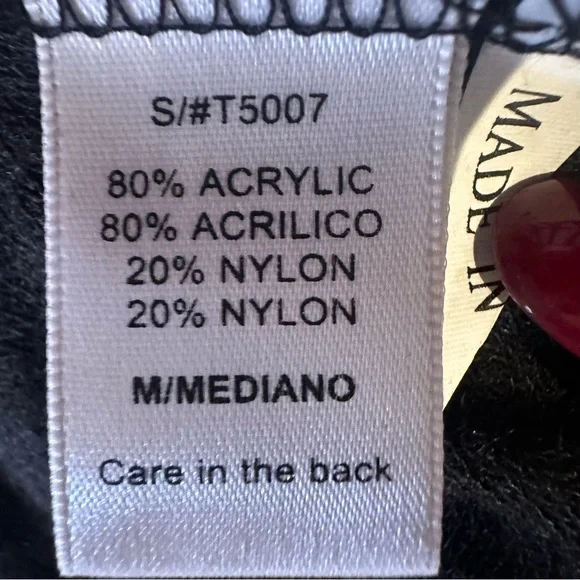 S/#T5007
80% ACRYLIC
80% ACRILICO
20% NYLON
20% NYLON
M/MEDIANO
Care in the back
MADE IN